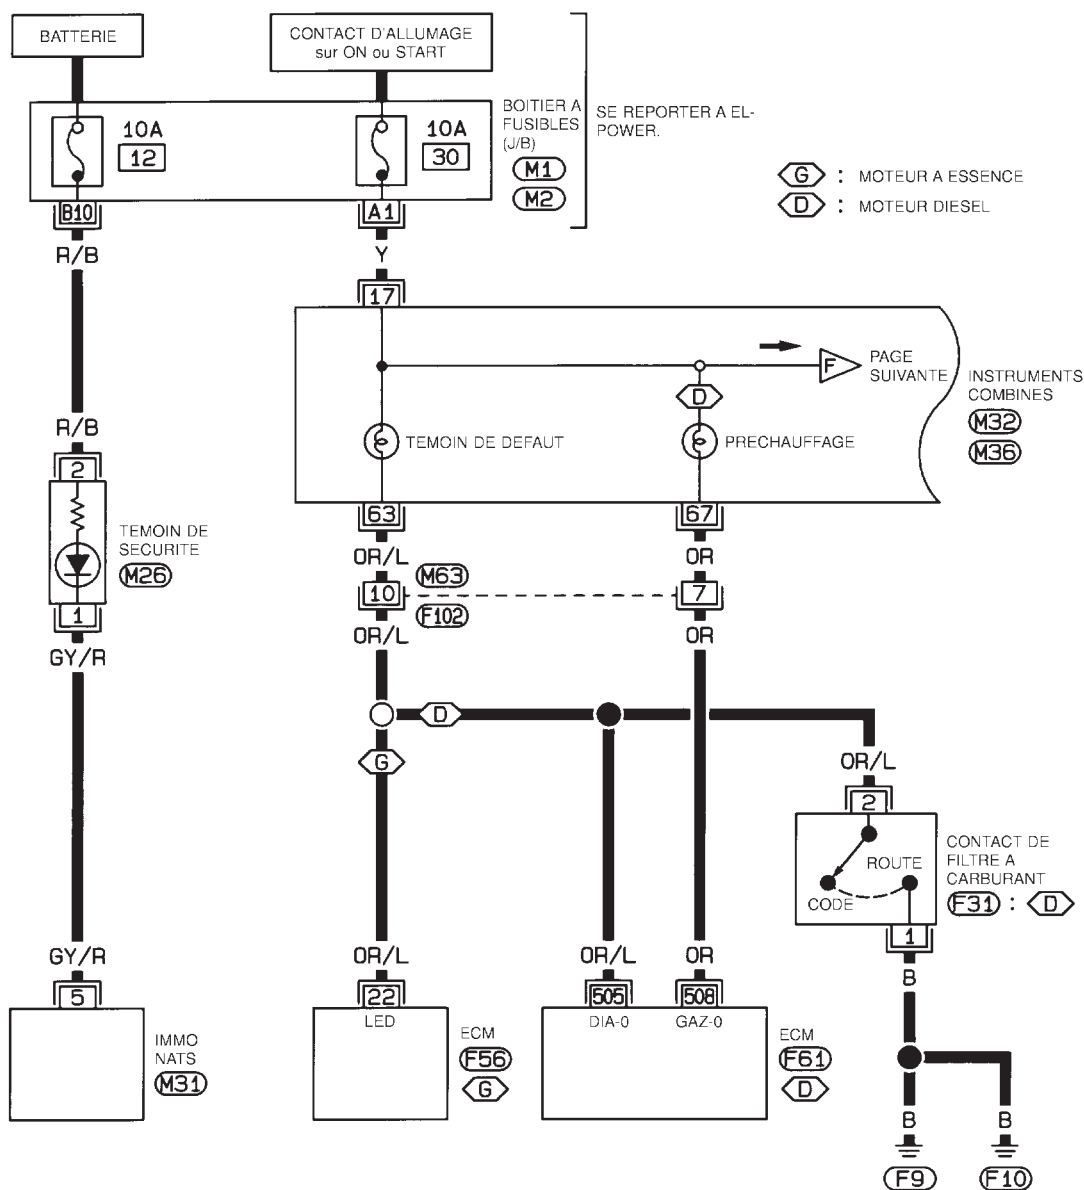 BATTERIE
CONTACT D'ALLUMAGE
sur ON ou START
10A
12
10A
30
BOITIER A
FUSIBLES
(J/B)
M1
M2
SE REPORTER A EL-
POWER.
G : MOTEUR A ESSENCE
D : MOTEUR DIESEL
B10
A1
R/B
Y
17
F
PAGE
SUIVANTE
D
TEMOIN DE DEFAUT
PRECHAUFFAGE
INSTRUMENTS
COMBINES
M32
M36
R/B
2
TEMOIN DE
SECURITE
M26
1
GY/R
63
67
OR/L
OR
M63
10
7
F102
OR/L
OR
D
G
OR/L
2
ROUTE
CODE
CONTACT DE
FILTRE A
CARBURANT
F31 : D
1
B
GY/R
OR/L
OR/L
OR
5
22
505
508
LED
DIA-0
GAZ-0
IMMO
NATS
M31
ECM
F56
G
ECM
F61
D
B
B
F9
F10